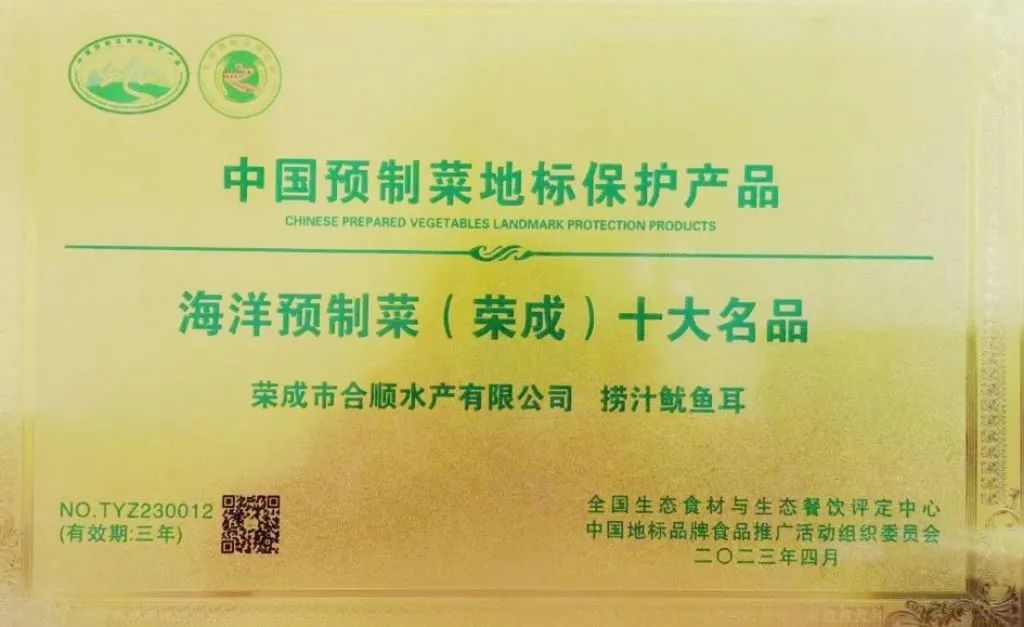 中国预制菜地标保护产品
CHINESE PREPARED VEGETABLES LANDMARK PROTECTION PRODUCTS
海洋预制菜（荣成）十大名品
荣成市合顺水产有限公司 捞汁鱿鱼耳
NO.TYZ230012
(有效期:三年)
全国生态食材与生态餐饮评定中心
中国地标品牌食品推广活动组织委员会
二〇二三年四月